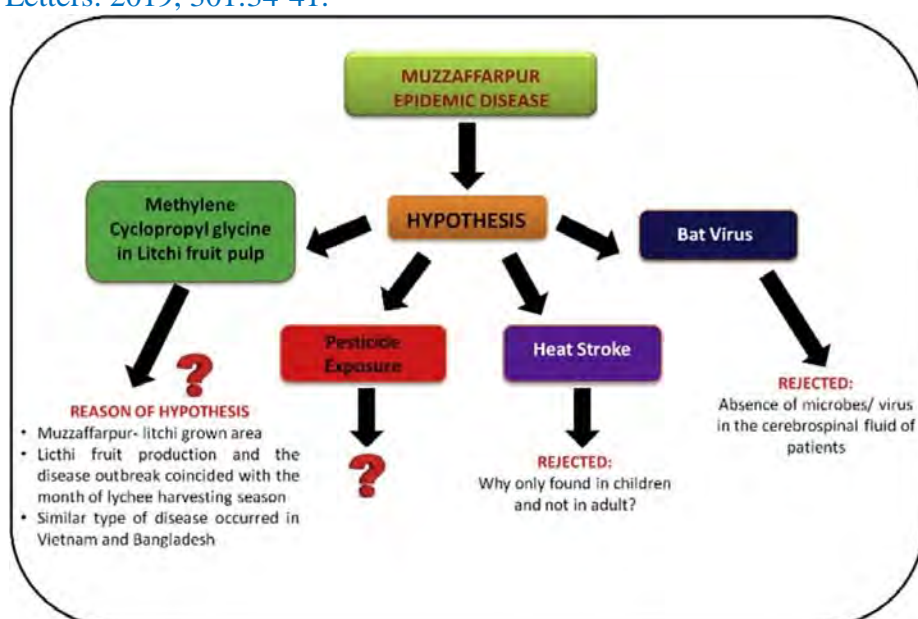 Letters. 2019; 301:34-41.
MUZZAFFARPUR
EPIDEMIC DISEASE
HYPOTHESIS
Methylene
Cyclopropyl glycine
in Litchi fruit pulp
Bat Virus
Pesticide
Exposure
Heat Stroke
?
REASON OF HYPOTHESIS
• Muzzaffarpur- litchi grown area
• Licthi fruit production and the
disease outbreak coincided with the
month of lychee harvesting season
• Similar type of disease occurred in
Vietnam and Bangladesh
?
REJECTED:
Why only found in children
and not in adult?
REJECTED:
Absence of microbes/ virus
in the cerebrospinal fluid of
patients